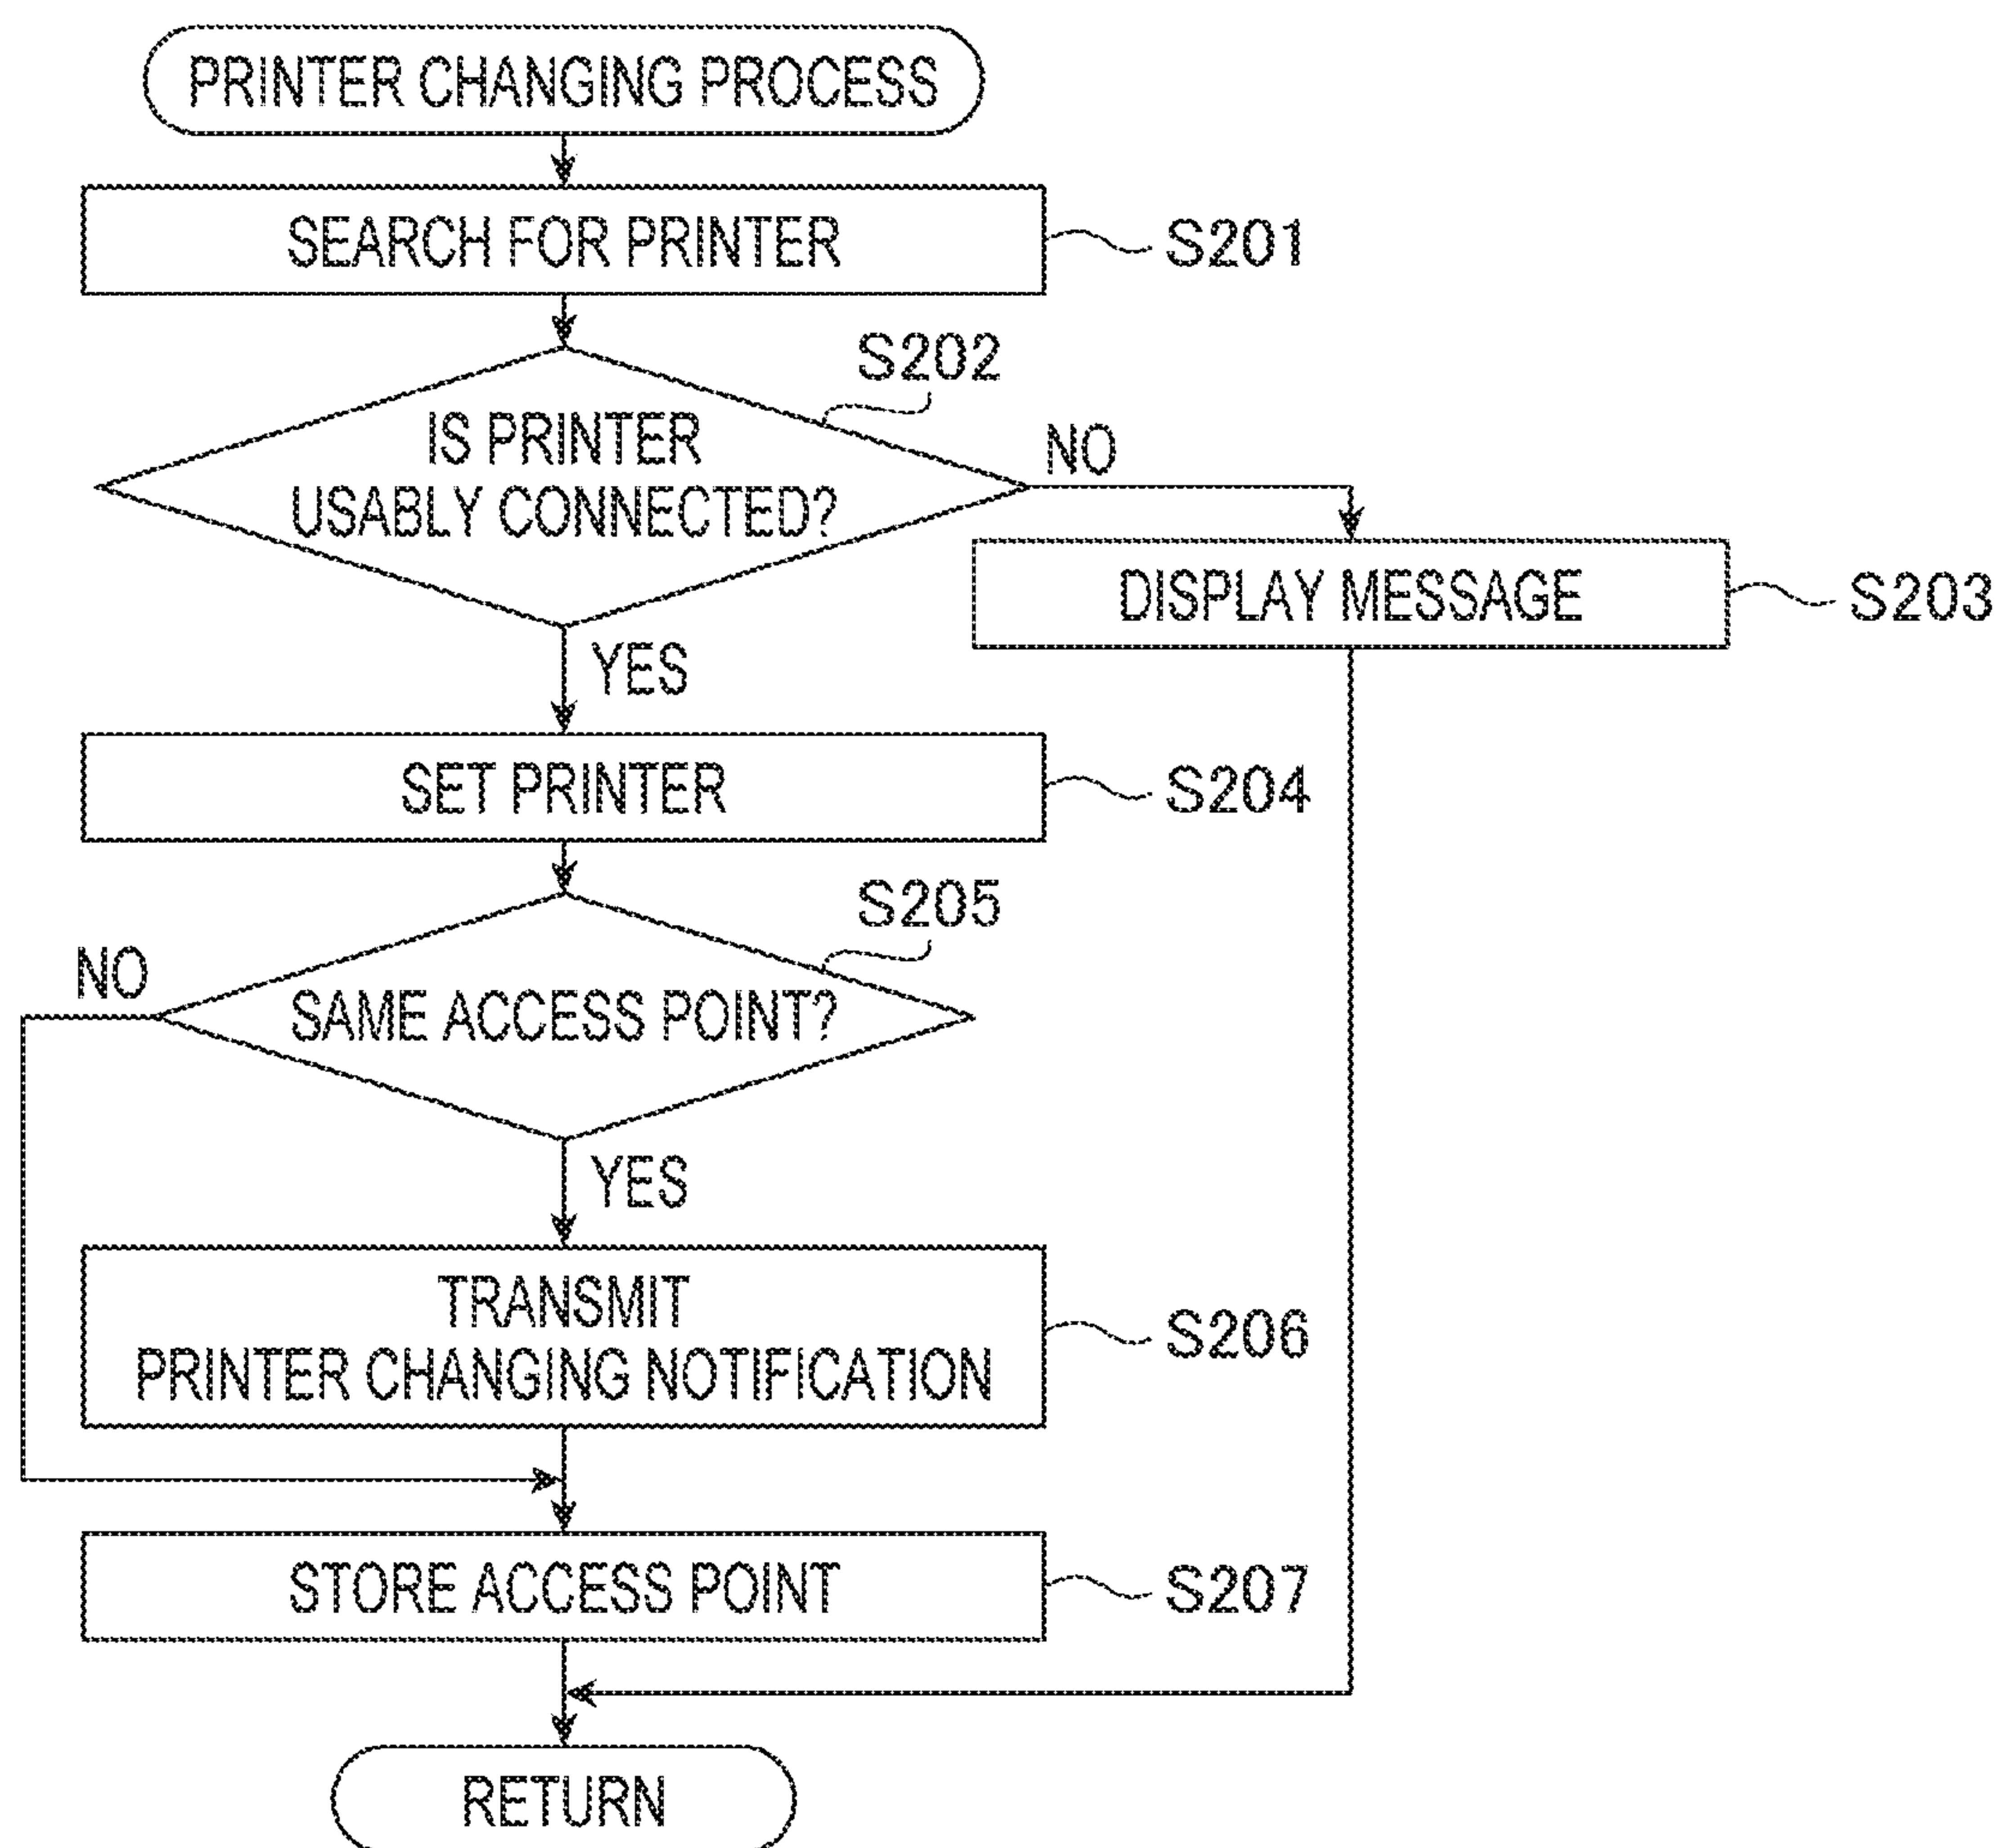 PRINTER CHANGING PROCESS
SEARCH FOR PRINTER
S201
S202
IS PRINTER
USABLY CONNECTED?
NO
DISPLAY MESSAGE
S203
YES
SET PRINTER
S204
S205
NO
SAME ACCESS POINT?
YES
TRANSMIT
PRINTER CHANGING NOTIFICATION
S206
STORE ACCESS POINT
S207
RETURN